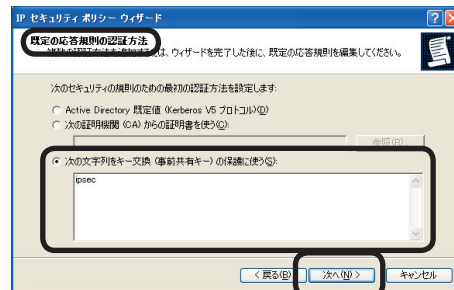 IP セキュリティ ポリシー ウィザード
既定の応答規則の認証方法
は、ウィザードを完了した後に、既定の応答規則を編集してください。
次のセキュリティの規則のための最初の認証方法を設定します:
Active Directory 既定値 (Kerberos V5 プロトコル)(D)
次の証明機関 (CA) からの証明書を使う(C):
参照(R)...
次の文字列をキー交換 (事前共有キー) の保護に使う(S):
ipsec
< 戻る(B)
次へ(N) >
キャンセル